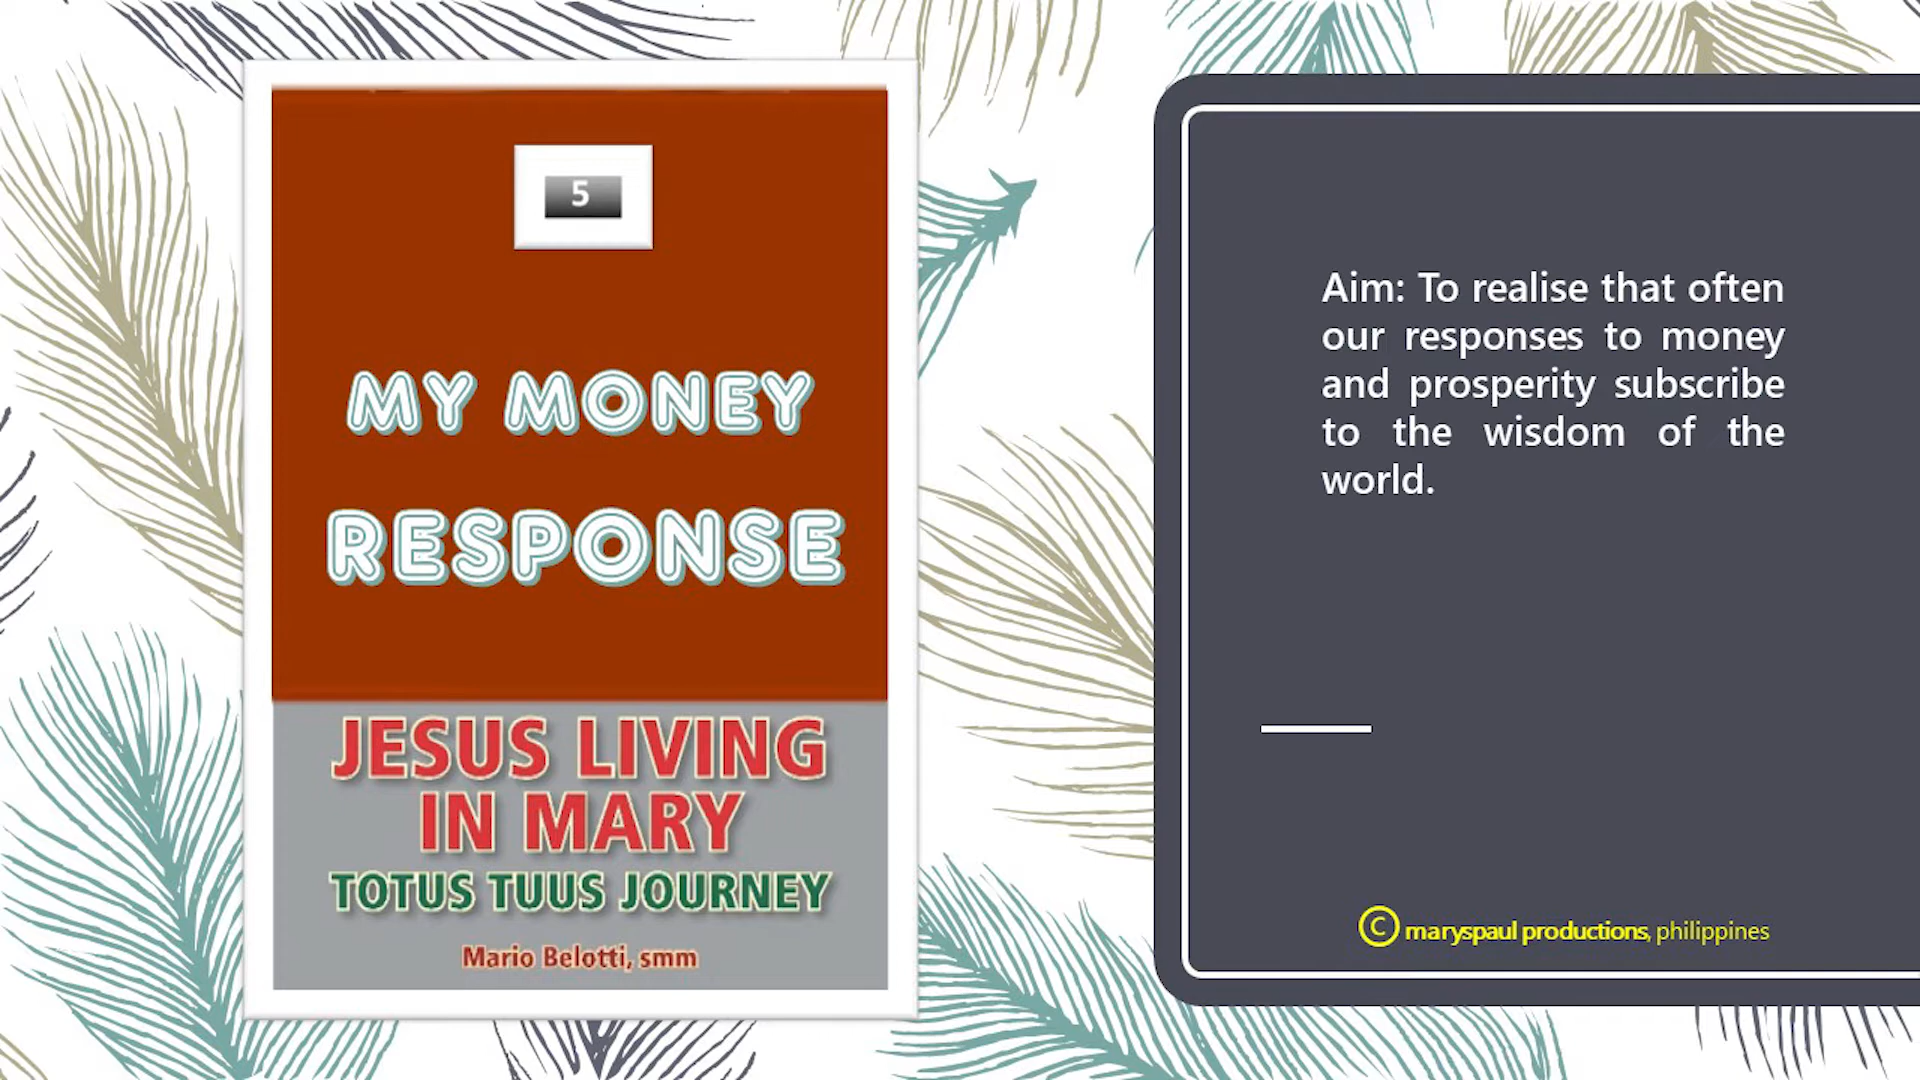 5
MY MONEY
RESPONSE
JESUS LIVING
IN MARY
TOTUS TUUS JOURNEY
Mario Belotti, smm
Aim: To realise that often
our responses to money
and prosperity subscribe
to the wisdom of the
world.
© maryspaul productions, philippines